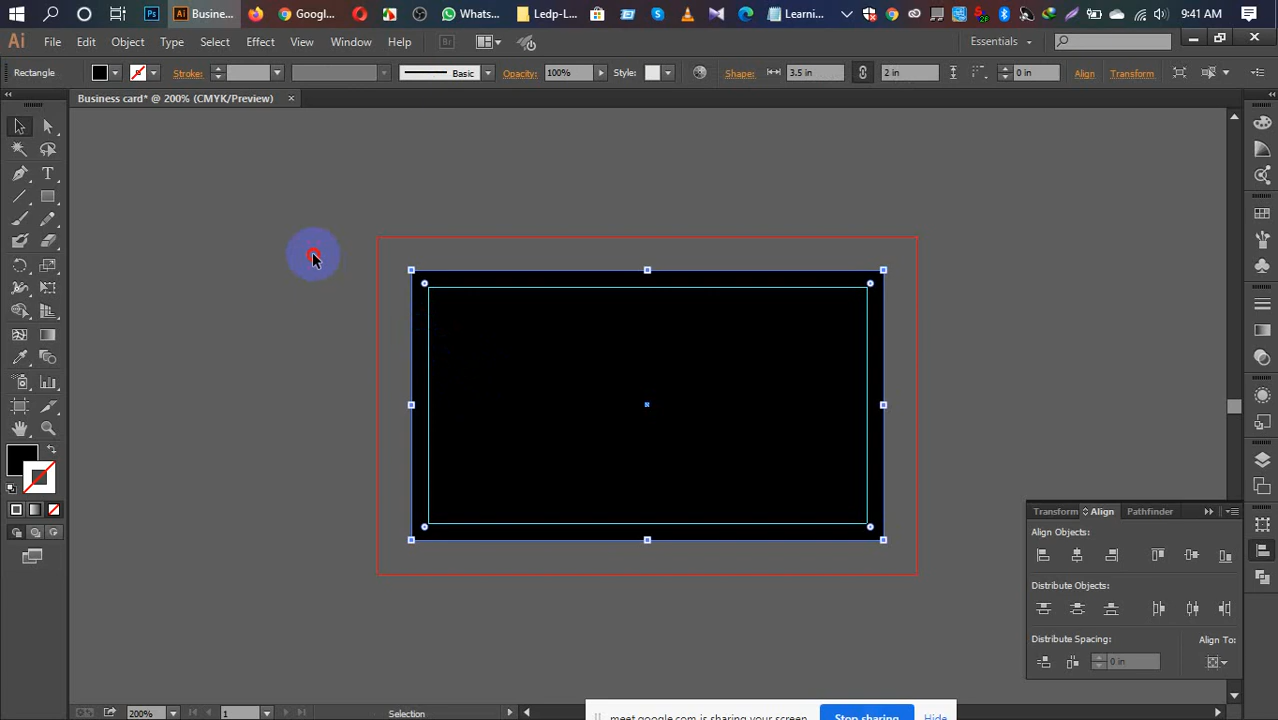 Busine...
Googl...
Whats...
Ledp-L...
Learni...
9:41 AM
Ai
File
Edit
Object
Type
Select
Effect
View
Window
Help
Br
Essentials
Rectangle
Stroke:
Basic
Opacity:
100%
Style:
Shape:
3.5 in
2 in
0 in
Align
Transform
Business card* @ 200% (CMYK/Preview)
Transform
Align
Pathfinder
Align Objects:
Distribute Objects:
Distribute Spacing:
Align To:
0 in
200%
1
Selection
meet.google.com is sharing your screen.
Stop sharing
Hide